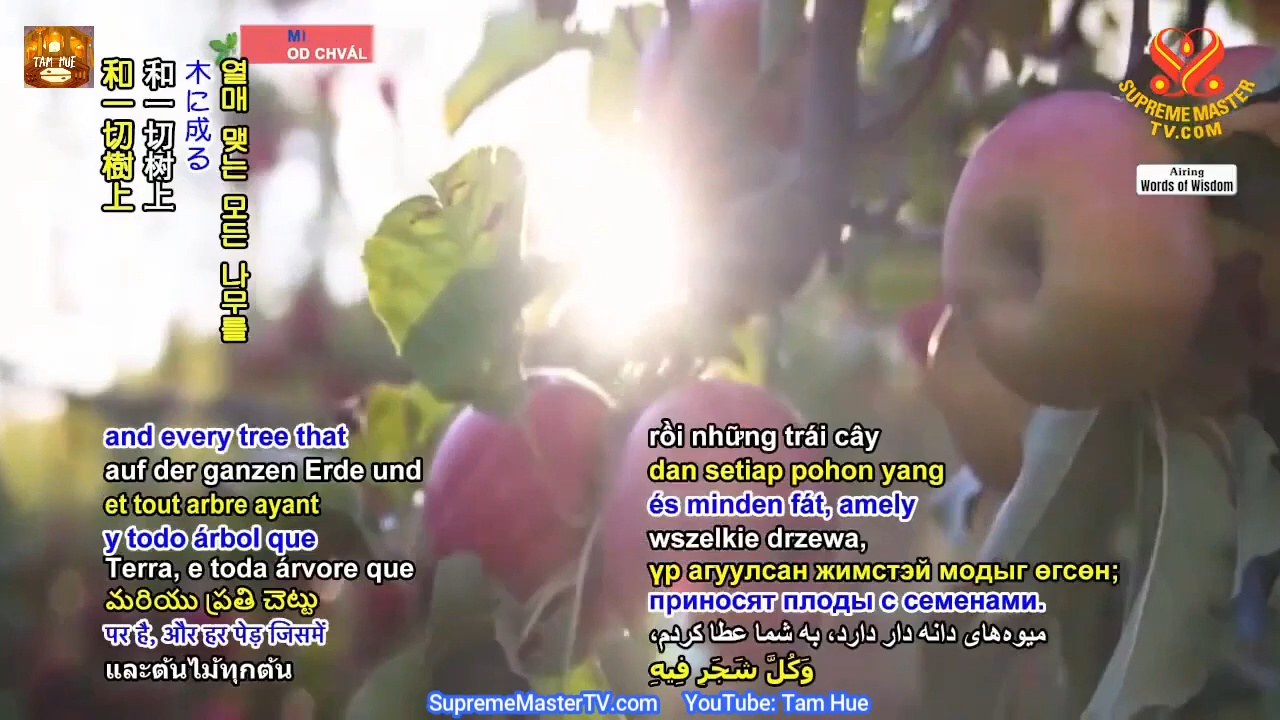 TAM HUE
MI
OD CHVÁL
和一切樹上
和一切树上
木に成る
열매 맺는 모든 나무를
SUPREME MASTER
TV.COM
Airing
Words of Wisdom
and every tree that
auf der ganzen Erde und
et tout arbre ayant
y todo árbol que
Terra, e toda árvore que
మరియు ప్రతి చెట్టు
पर है, और हर पेड़ जिसमें
และต้นไม้ทุกต้น
rồi những trái cây
dan setiap pohon yang
és minden fát, amely
wszelkie drzewa,
үр агуулсан жимстэй модыг өгсөн;
приносят плоды с семенами.
میوه‌های دانه دار دارد، به شما عطا کردم،
وَكُلَّ شَجَرٍ فِيهِ
SupremeMasterTV.com YouTube: Tam Hue